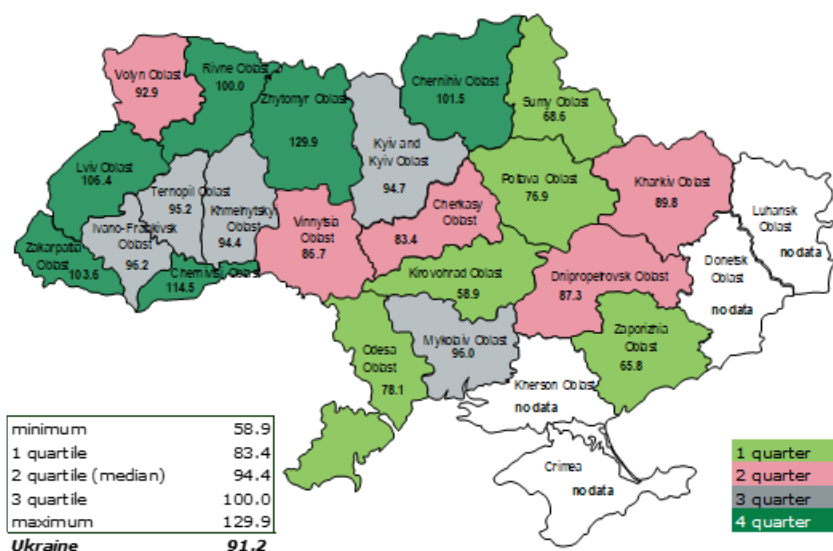 Volyn Oblast
92.9
Rivne Oblast
100.0
Zhytomyr Oblast
129.9
Chernihiv Oblast
101.5
Sumy Oblast
68.6
Kyiv and
Kyiv Oblast
94.7
Lviv Oblast
106.4
Ternopil Oblast
95.2
Khmelnytsky
Oblast
94.4
Ivano-Frankivsk
Oblast
96.2
Zakarpattia
Oblast
103.6
Chernivtsi Oblast
114.5
Vinnytsia
Oblast
86.7
Cherkasy
Oblast
83.4
Poltava Oblast
76.9
Kharkiv Oblast
89.8
Luhansk
Oblast
no data
Donetsk
Oblast
no data
Kirovohrad Oblast
58.9
Dnipropetrovsk Oblast
87.3
Zaporizhia
Oblast
65.8
Odesa
Oblast
78.1
Mykolaiv Oblast
96.0
Kherson Oblast
no data
Crimea
no data
minimum 58.9
1 quartile 83.4
2 quartile (median) 94.4
3 quartile 100.0
maximum 129.9
Ukraine 91.2
1 quarter
2 quarter
3 quarter
4 quarter